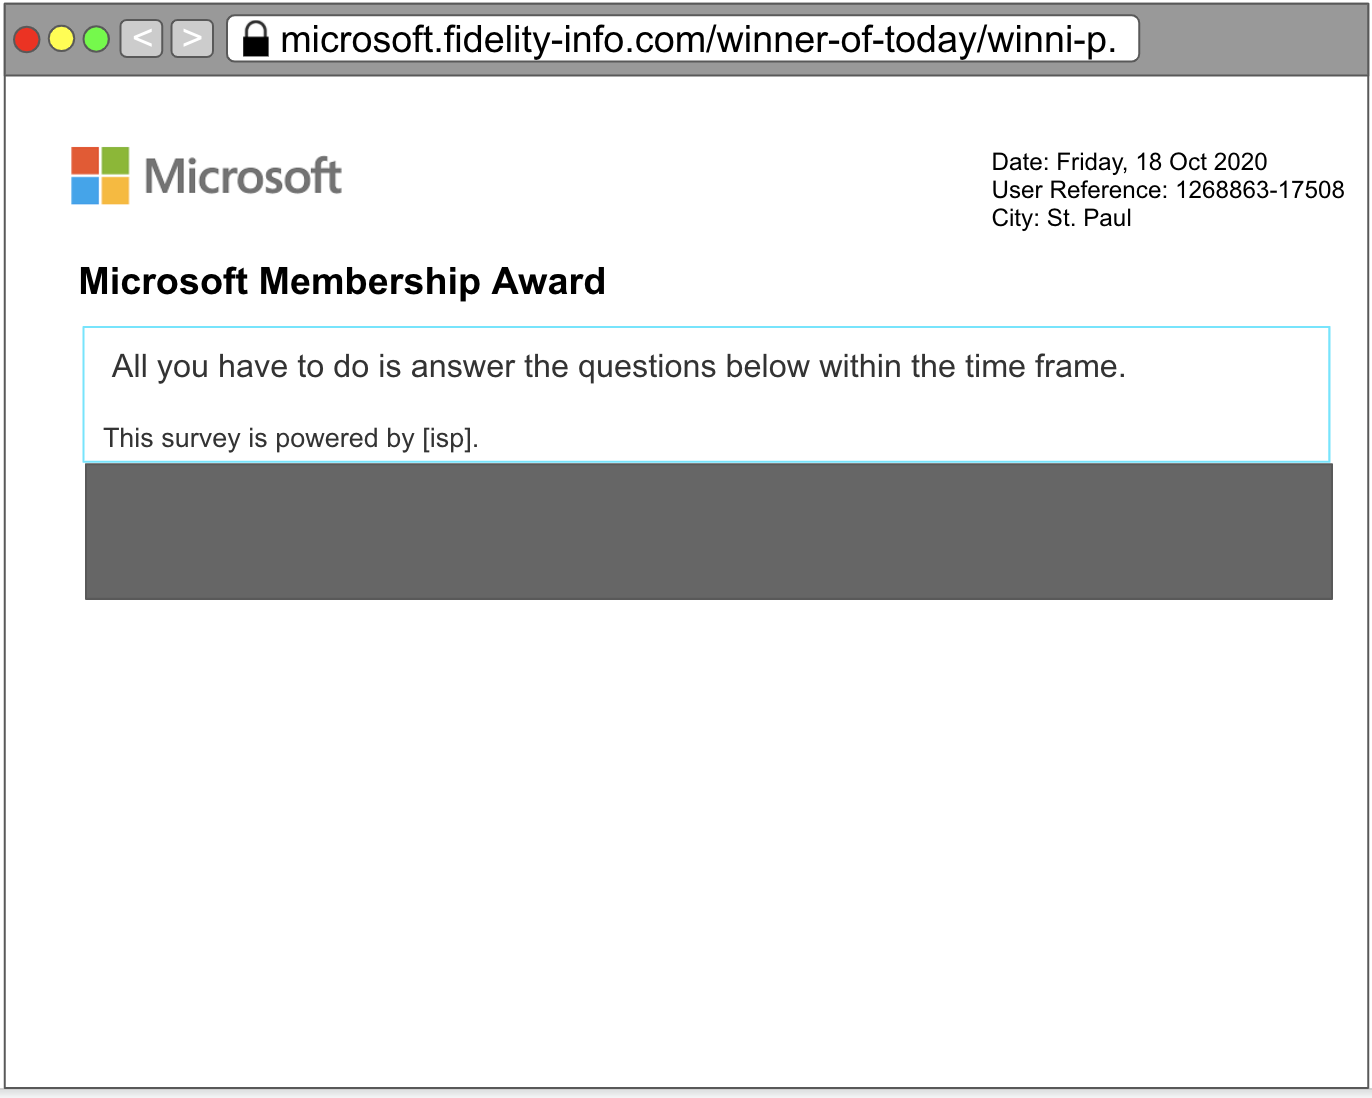 < > microsoft.fidelity-info.com/winner-of-today/winni-p.
Microsoft
Date: Friday, 18 Oct 2020
User Reference: 1268863-17508
City: St. Paul
Microsoft Membership Award
All you have to do is answer the questions below within the time frame.
This survey is powered by [isp].